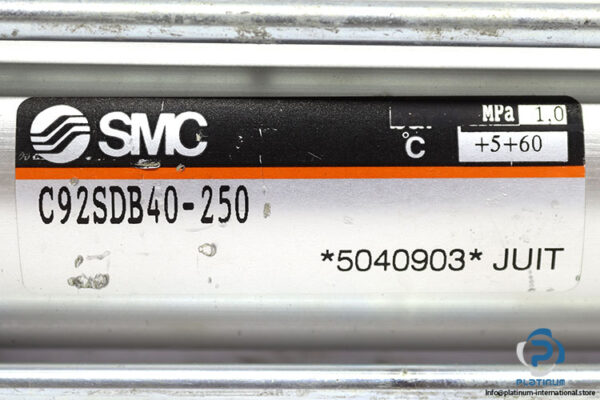 SMC
MPa 1.0
°C +5+60
C92SDB40-250
*5040903* JUIT
PLATINUM
info@platinum-international.store